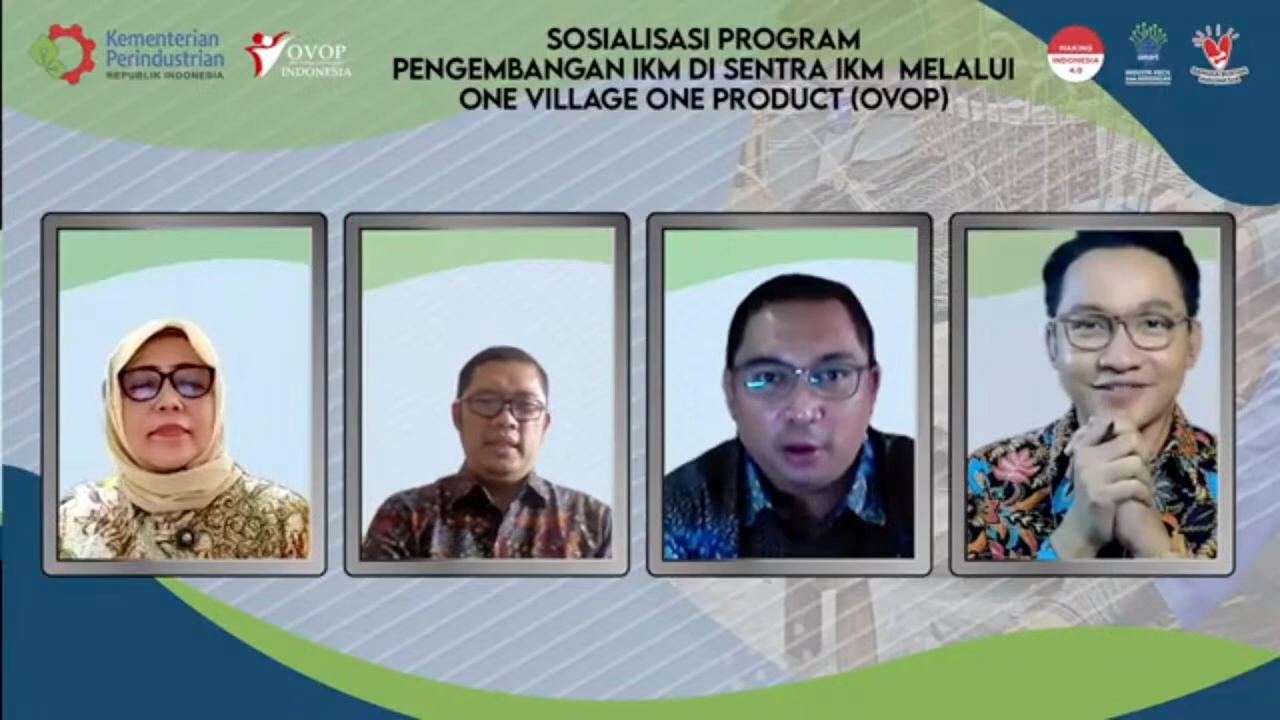 Kementerian
Perindustrian
REPUBLIK INDONESIA
OVOP
INDONESIA
SOSIALISASI PROGRAM
PENGEMBANGAN IKM DI SENTRA IKM MELALUI
ONE VILLAGE ONE PRODUCT (OVOP)
MAKING
INDONESIA
4.0